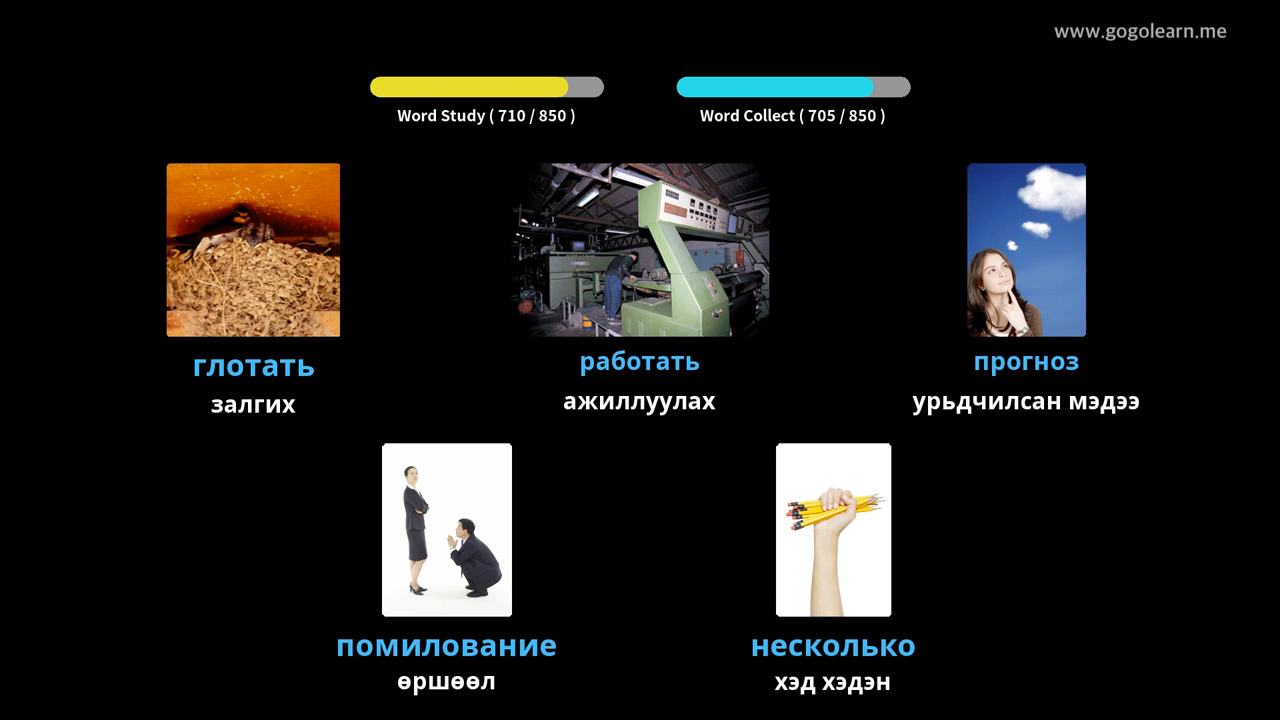 www.gogolearn.me
Word Study ( 710 / 850 )
Word Collect ( 705 / 850 )
глотать
залгих
работать
ажиллуулах
прогноз
урьдчилсан мэдээ
помилование
өршөөл
несколько
хэд хэдэн